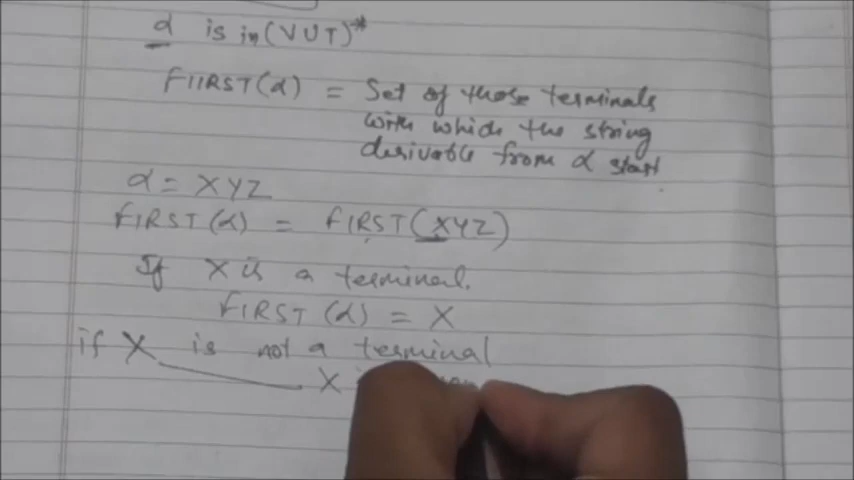 α is in (VUT)*
FIIRST(α) = Set of those terminals
with which the string
derivable from α start
α = XYZ
FIRST(α) = FIRST(XYZ)
If X is a terminal.
FIRST (α) = X
if X is not a terminal
X